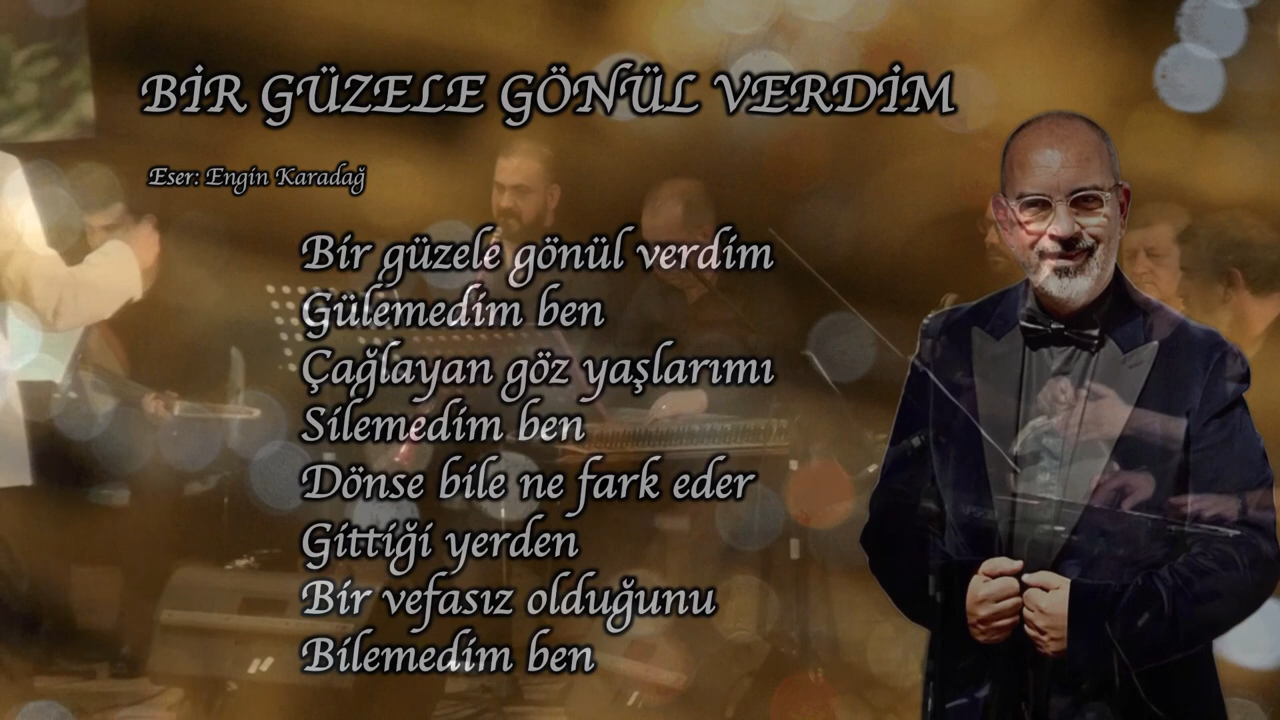 BİR GÜZELE GÖNÜL VERDİM
Eser: Engin Karadağ
Bir güzele gönül verdim
Gülemedim ben
Çağlayan göz yaşlarımı
Silemedim ben
Dönse bile ne fark eder
Gittiği yerden
Bir vefasız olduğunu
Bilemedim ben